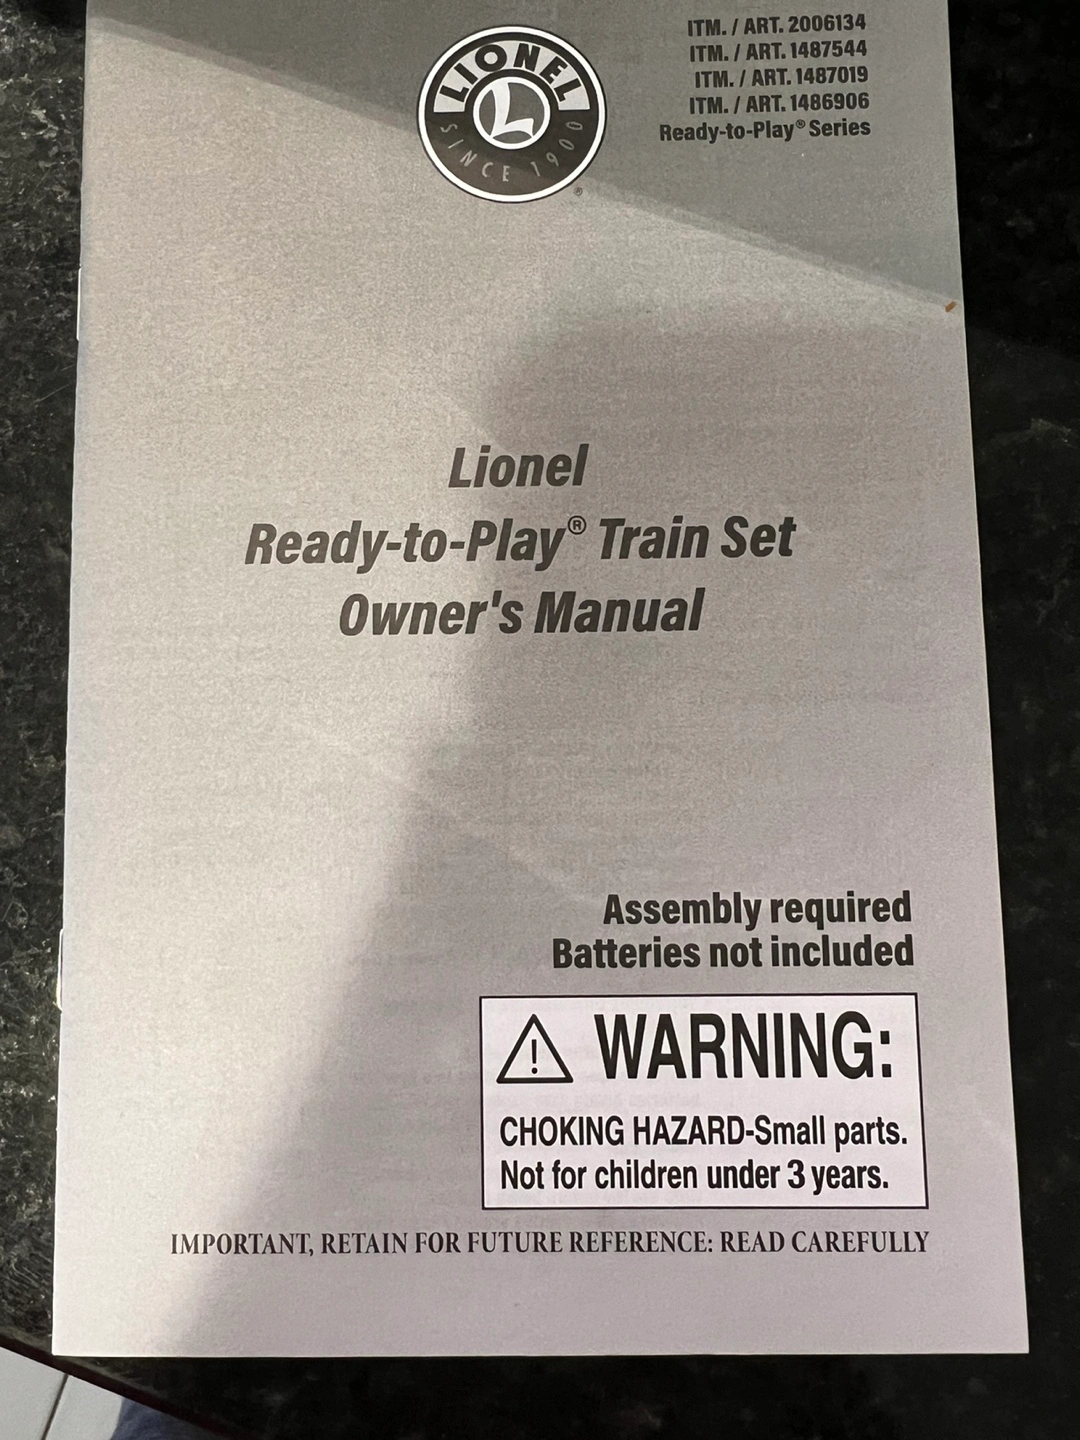 LIONEL
L
SINCE 1900
®
ITM. / ART. 2006134
ITM. / ART. 1487544
ITM. / ART. 1487019
ITM. / ART. 1486906
Ready-to-Play® Series
Lionel
Ready-to-Play® Train Set
Owner's Manual
Assembly required
Batteries not included
WARNING:
CHOKING HAZARD-Small parts.
Not for children under 3 years.
IMPORTANT, RETAIN FOR FUTURE REFERENCE: READ CAREFULLY